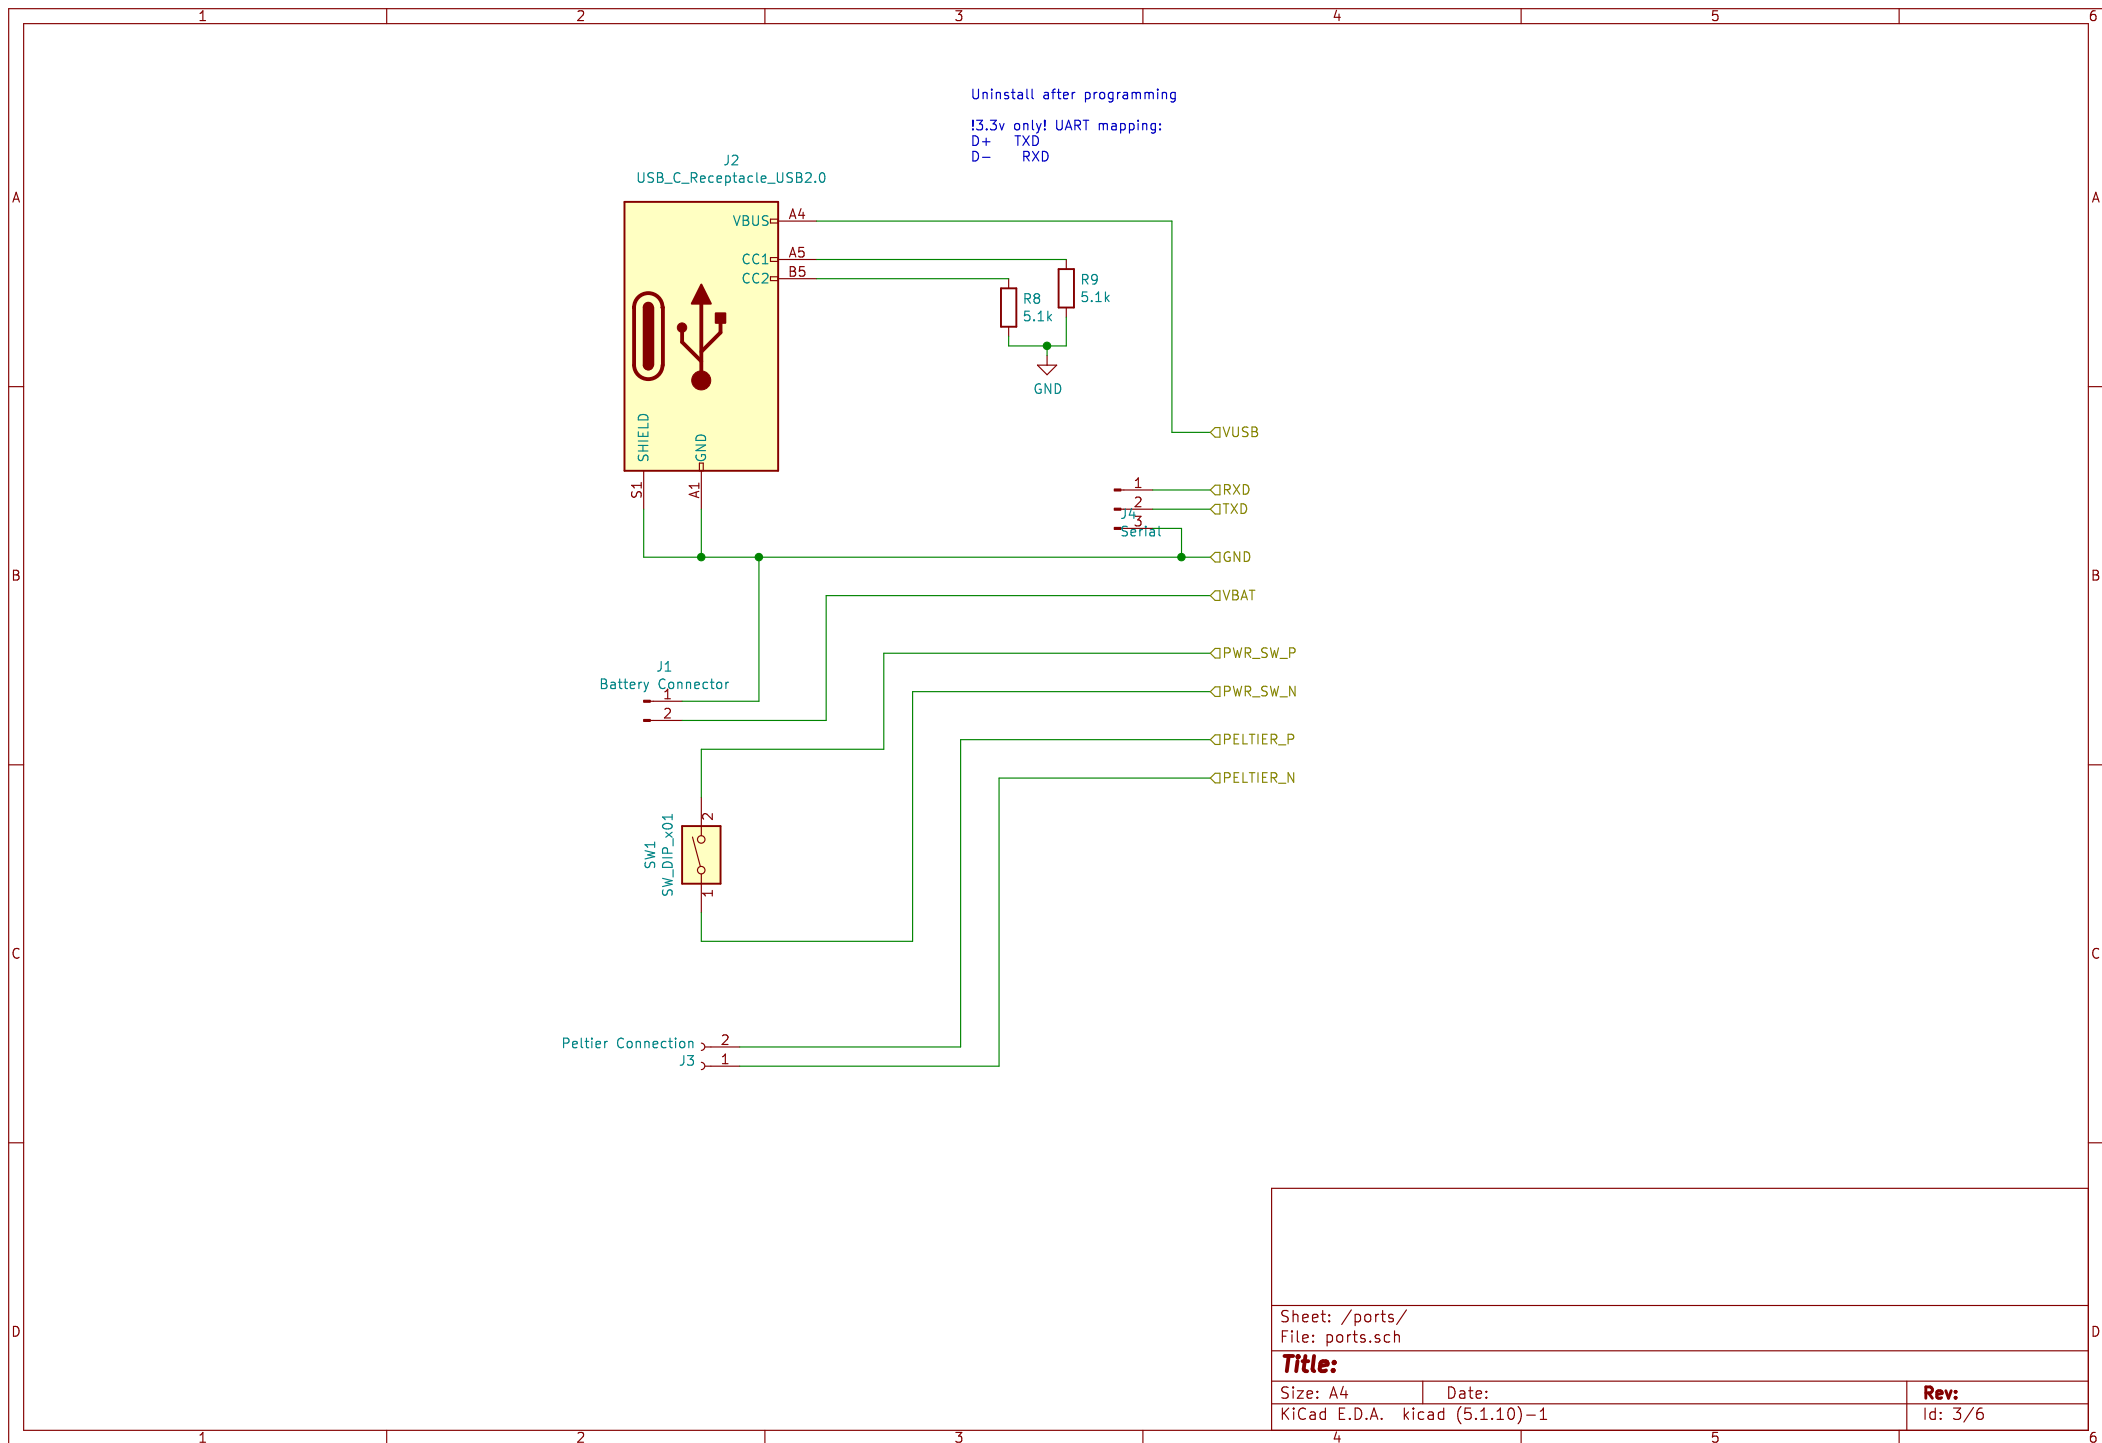 1 2 3 4 5 6
Uninstall after programming
!3.3v only! UART mapping:
D+ TXD
D- RXD
J2
USB_C_Receptacle_USB2.0
A A
VBUS A4
CC1 A5
CC2 B5
R9
5.1k
R8
5.1k
GND
SHIELD
GND
S1
A1
VUSB
1 RXD
2 TXD
J4
3
Serial
GND
B B
VBAT
PWR_SW_P
J1
Battery Connector
1
2
PWR_SW_N
PELTIER_P
PELTIER_N
2
SW1
SW_DIP_x01
1
C C
Peltier Connection 2
J3 1
Sheet: /ports/
File: ports.sch
D D
Title:
Size: A4 Date: Rev:
KiCad E.D.A. kicad (5.1.10)-1 Id: 3/6
1 2 3 4 5 6